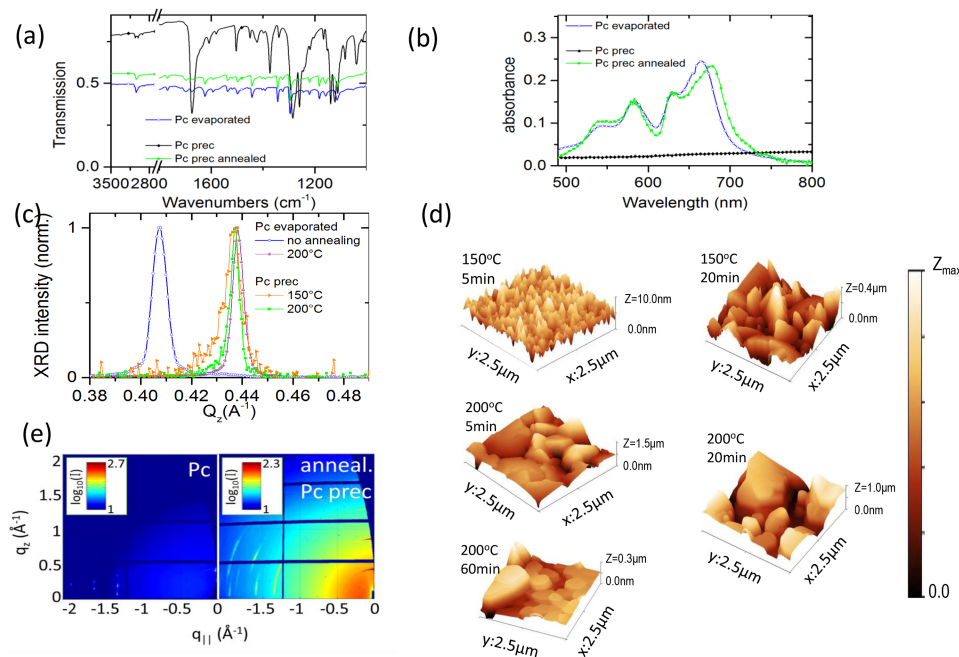 (a)
Transmission
0.5
0.0
Pc evaporated
Pc prec
Pc prec annealed
3500 2800 1600 1200
Wavenumbers (cm⁻¹)
(b)
absorbance
0.3
0.2
0.1
0.0
Pc evaporated
Pc prec
Pc prec annealed
500 600 700 800
Wavelength (nm)
(c)
XRD intensity (norm.)
1
0
Pc evaporated
no annealing
200°C
Pc prec
150°C
200°C
0.38 0.40 0.42 0.44 0.46 0.48
Q_z(A⁻¹)
(d)
150°C
5min
Z=10.0nm
0.0nm
y:2.5µm
x:2.5µm
150°C
20min
Z=0.4µm
0.0nm
y:2.5µm
x:2.5µm
200°C
5min
Z=1.5µm
0.0nm
y:2.5µm
x:2.5µm
200°C
20min
Z=1.0µm
0.0nm
y:2.5µm
x:2.5µm
200°C
60min
Z=0.3µm
0.0nm
y:2.5µm
x:2.5µm
Z_max
0.0
(e)
q_z (Å⁻¹)
2
1.5
1
0.5
0
log₁₀(I)
2.7
1
Pc
log₁₀(I)
2.3
1
anneal.
Pc prec
-2 -1.5 -1 -0.5 0 -1.5 -1 -0.5 0
q_|| (Å⁻¹)